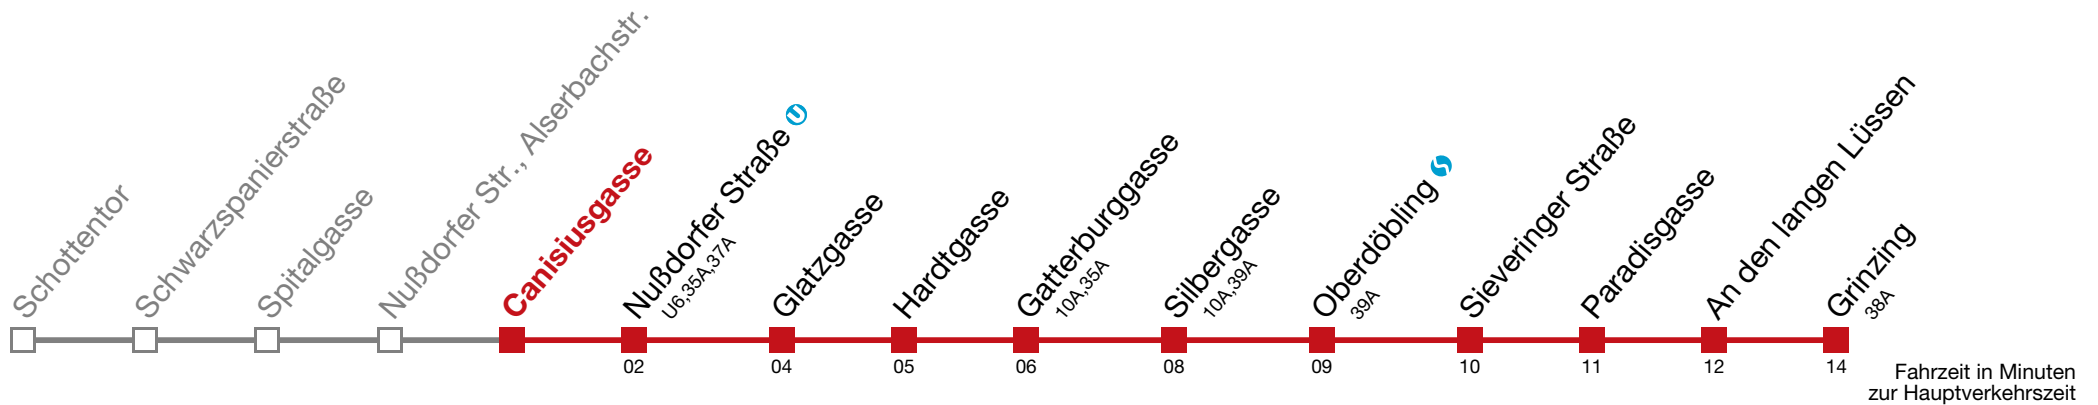 Schottentor
Schwarzspanierstraße
Spitalgasse
Nußdorfer Str., Alserbachstr.
Canisiusgasse
Nußdorfer Straße U
U6,35A,37A
Glatzgasse
Hardtgasse
Gatterburggasse
10A,35A
Silbergasse
10A,39A
Oberdöbling S
39A
Sieveringer Straße
Paradisgasse
An den langen Lüssen
Grinzing
38A
02 04 05 06 08 09 10 11 12 14
Fahrzeit in Minuten
zur Hauptverkehrszeit